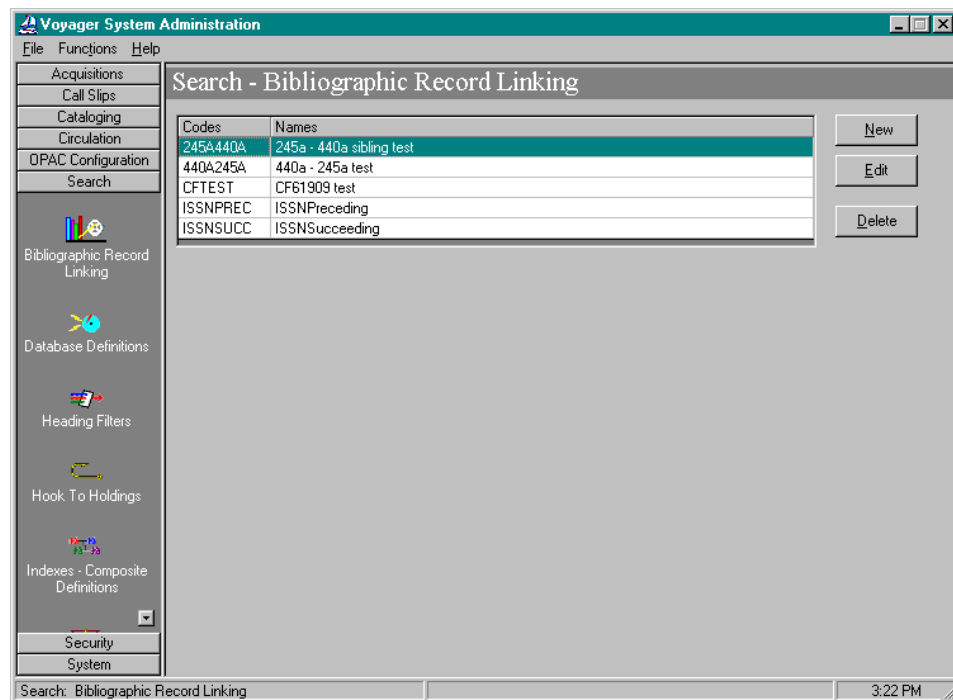 Voyager System Administration
File Functions Help
Acquisitions
Call Slips
Cataloging
Circulation
OPAC Configuration
Search
Bibliographic Record
Linking
Database Definitions
Heading Filters
Hook To Holdings
Indexes - Composite
Definitions
Security
System
Search - Bibliographic Record Linking
Codes Names
245A440A 245a - 440a sibling test
440A245A 440a - 245a test
CFTEST CF61909 test
ISSNPREC ISSNPreceding
ISSNSUCC ISSNSucceeding
New
Edit
Delete
Search: Bibliographic Record Linking
3:22 PM